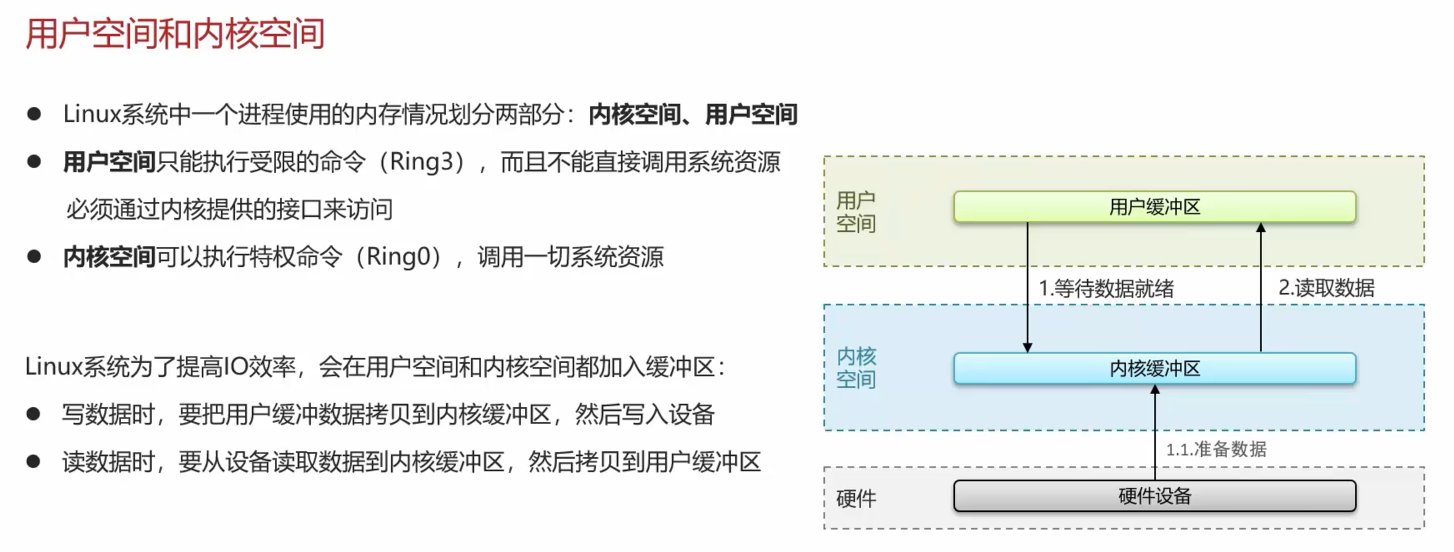 用户空间和内核空间
● Linux系统中一个进程使用的内存情况划分两部分：内核空间、用户空间
● 用户空间只能执行受限的命令（Ring3），而且不能直接调用系统资源
必须通过内核提供的接口来访问
● 内核空间可以执行特权命令（Ring0），调用一切系统资源
Linux系统为了提高IO效率，会在用户空间和内核空间都加入缓冲区：
● 写数据时，要把用户缓冲数据拷贝到内核缓冲区，然后写入设备
● 读数据时，要从设备读取数据到内核缓冲区，然后拷贝到用户缓冲区
用户
空间
用户缓冲区
1.等待数据就绪
2.读取数据
内核
空间
内核缓冲区
1.1.准备数据
硬件
硬件设备